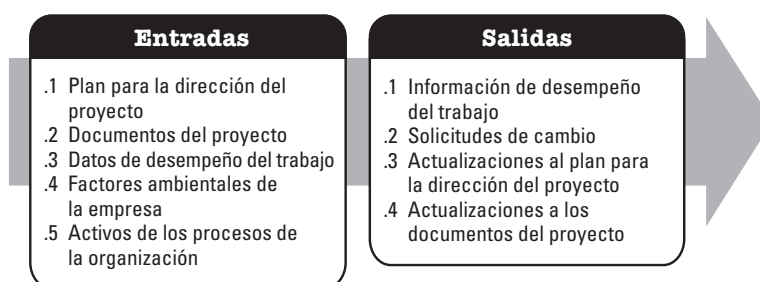 Entradas
.1 Plan para la dirección del
proyecto
.2 Documentos del proyecto
.3 Datos de desempeño del trabajo
.4 Factores ambientales de
la empresa
.5 Activos de los procesos de
la organización
Salidas
.1 Información de desempeño
del trabajo
.2 Solicitudes de cambio
.3 Actualizaciones al plan para
la dirección del proyecto
.4 Actualizaciones a los
documentos del proyecto